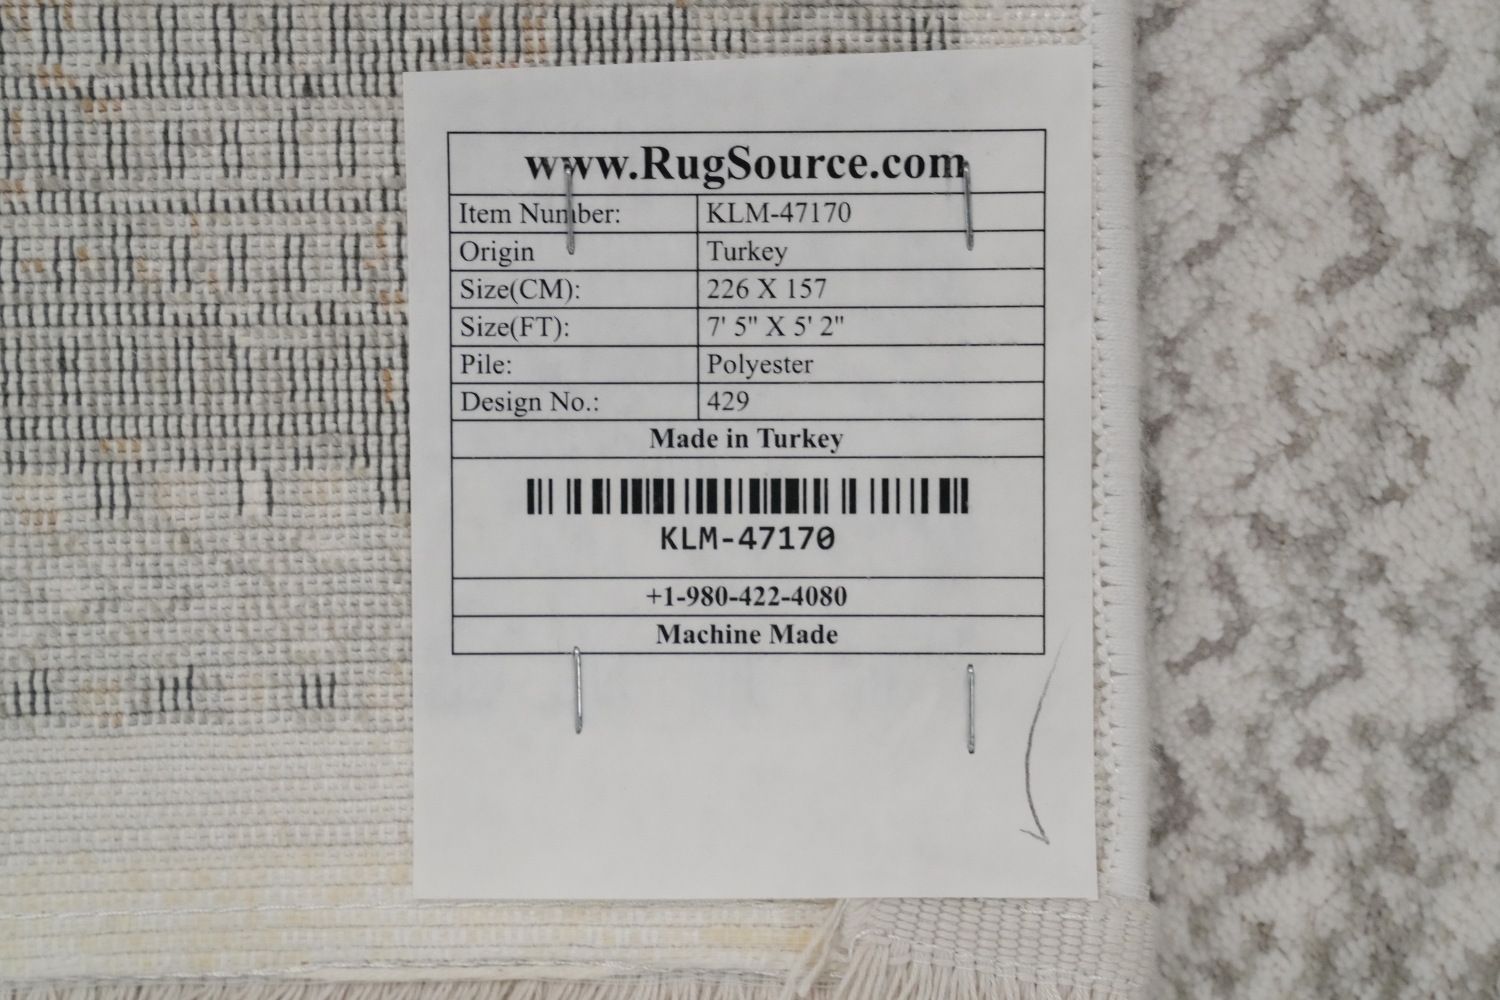 www.RugSource.com
Item Number: KLM-47170
Origin Turkey
Size(CM): 226 X 157
Size(FT): 7' 5" X 5' 2"
Pile: Polyester
Design No.: 429
Made in Turkey
KLM-47170
+1-980-422-4080
Machine Made